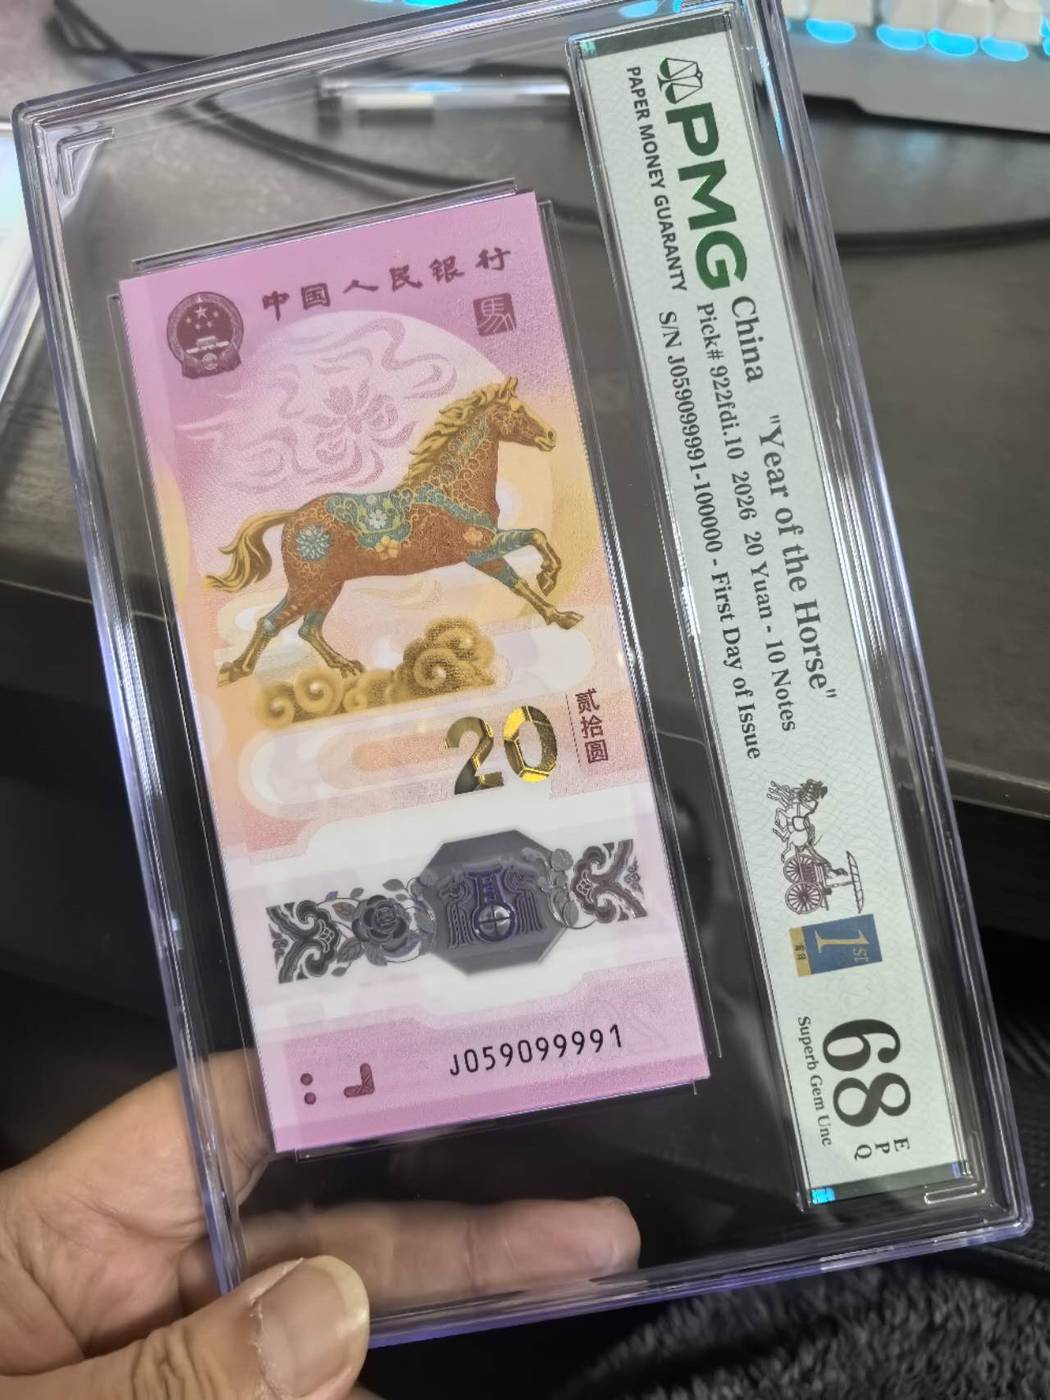 中国人民银行
馬
20
贰拾圆
J059099991
PMG
PAPER MONEY GUARANTY
China "Year of the Horse"
Pick# 922fdi.10 2026 20 Yuan - 10 Notes
S/N J059099991-100000 - First Day of Issue
1st
68
EPQ
Superb Gem Unc